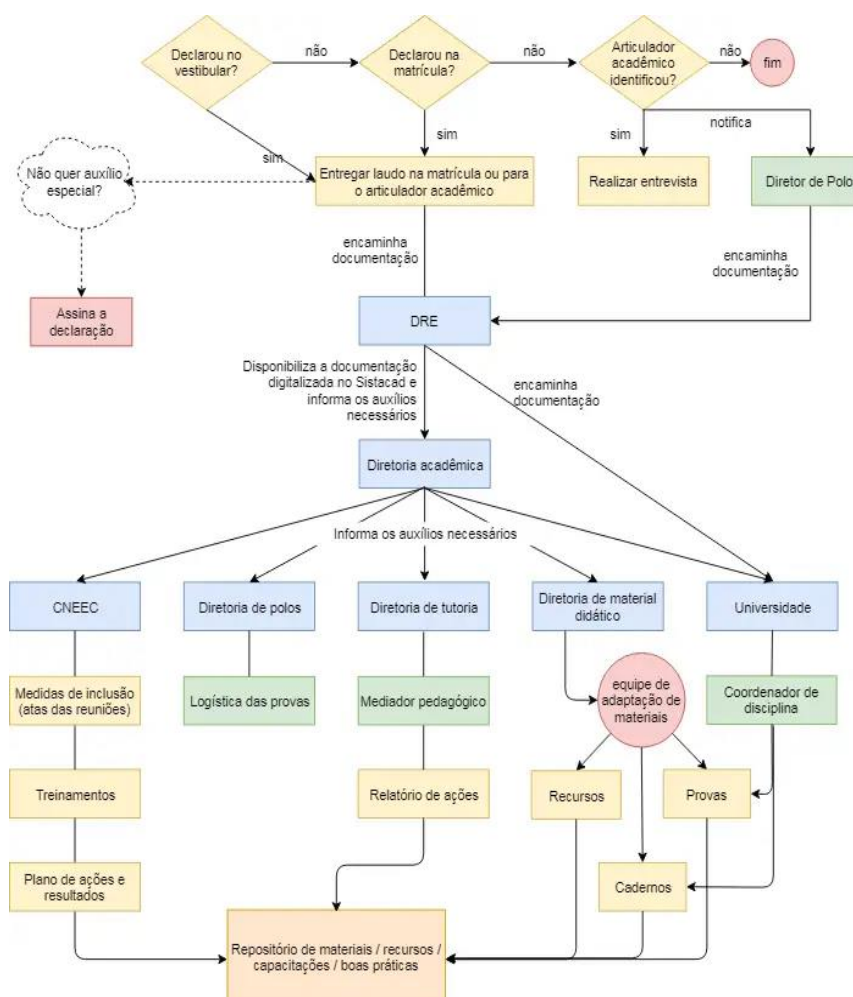 Declarou no
vestibular?
não
Declarou na
matrícula?
não
Articulador
acadêmico
identificou?
não
fim
sim
sim
sim
notifica
Não quer auxílio
especial?
Entregar laudo na matrícula ou para
o articulador acadêmico
Realizar entrevista
Diretor de Polo
encaminha
documentação
encaminha
documentação
Assina a
declaração
DRE
Disponibiliza a documentação
digitalizada no Sistacad e
informa os auxílios
necessários
encaminha
documentação
Diretoria acadêmica
Informa os auxílios necessários
CNEEC
Diretoria de polos
Diretoria de tutoria
Diretoria de material
didático
Universidade
Medidas de inclusão
(atas das reuniões)
Logística das provas
Mediador pedagógico
equipe de
adaptação de
materiais
Coordenador de
disciplina
Treinamentos
Relatório de ações
Recursos
Provas
Plano de ações e
resultados
Cadernos
Repositório de materiais / recursos /
capacitações / boas práticas